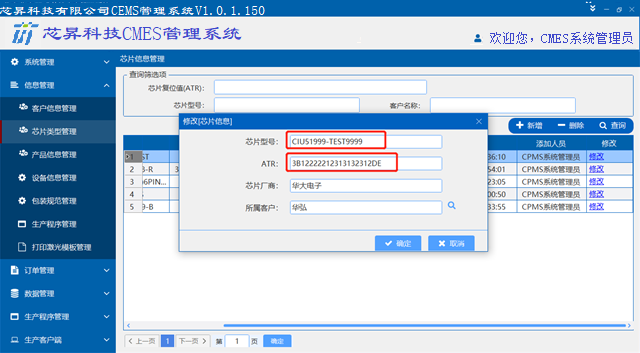 芯昇科技有限公司CEMS管理系统V1.0.1.150
芯昇科技CMES管理系统
欢迎您，CMES系统管理员
系统管理
信息管理
客户信息管理
芯片类型管理
产品信息管理
设备信息管理
包装规范管理
生产程序管理
打印激光模板管理
订单管理
数据管理
生产程序管理
生产客户端
芯片信息管理
查询筛选项
芯片复位值(ATR):
芯片型号:
客户名称:
新增 删除 查询
添加人员 修改
1 ST 36:10 CPMS系统管理员 修改
2 3-R 3 54:01 CPMS系统管理员 修改
3 6PIN... 23:05 CPMS系统管理员 修改
4 00:50 CPMS系统管理员 修改
5 9-B 33:55 CPMS系统管理员 修改
修改[芯片信息]
芯片型号: CIU51999-TEST9999
ATR: 3B12222212313132312DE
芯片厂商: 华大电子
所属客户: 华弘
确定 取消
上一页 1 下一页 第 1 页 确定